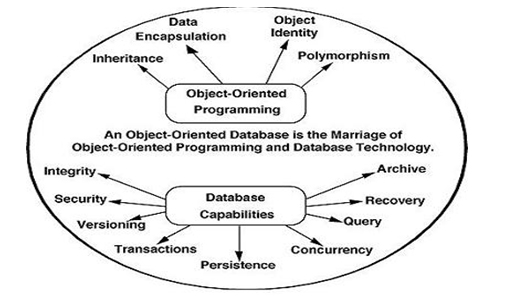 Data
Encapsulation
Object
Identity
Inheritance
Polymorphism
Object-Oriented
Programming
An Object-Oriented Database is the Marriage of
Object-Oriented Programming and Database Technology.
Integrity
Archive
Security
Database
Capabilities
Recovery
Versioning
Query
Transactions
Concurrency
Persistence